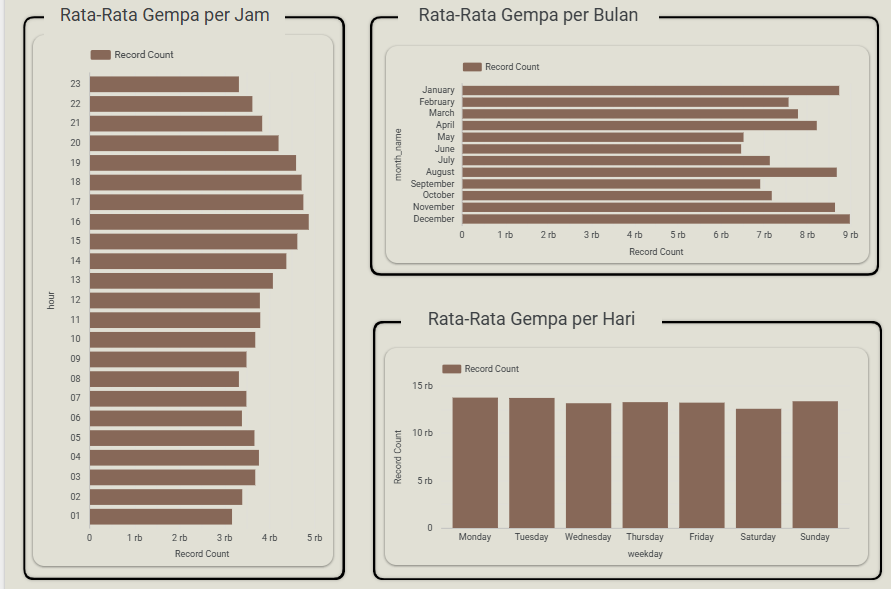 Rata-Rata Gempa per Jam
Record Count
23
22
21
20
19
18
17
16
15
14
13
12
11
10
09
08
07
06
05
04
03
02
01
hour
0 1 rb 2 rb 3 rb 4 rb 5 rb
Record Count
Rata-Rata Gempa per Bulan
Record Count
January
February
March
April
May
June
July
August
September
October
November
December
month_name
0 1 rb 2 rb 3 rb 4 rb 5 rb 6 rb 7 rb 8 rb 9 rb
Record Count
Rata-Rata Gempa per Hari
Record Count
15 rb
10 rb
5 rb
0
Record Count
Monday Tuesday Wednesday Thursday Friday Saturday Sunday
weekday